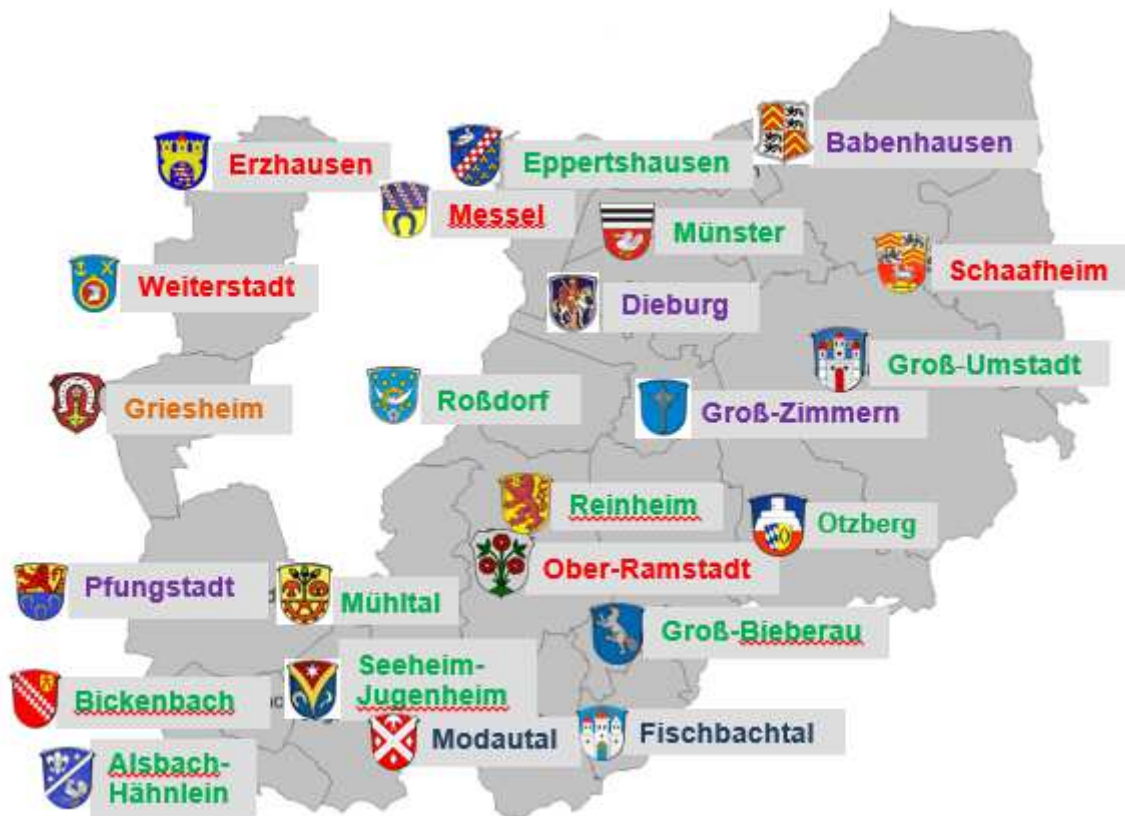 Babenhausen
Erzhausen
Eppertshausen
Messel
Münster
Schaafheim
Weiterstadt
Dieburg
Groß-Umstadt
Griesheim
Roßdorf
Groß-Zimmern
Reinheim
Otzberg
Ober-Ramstadt
Pfungstadt
Mühltal
Groß-Bieberau
Seeheim-
Jugenheim
Bickenbach
Modautal
Fischbachtal
Alsbach-
Hähnlein